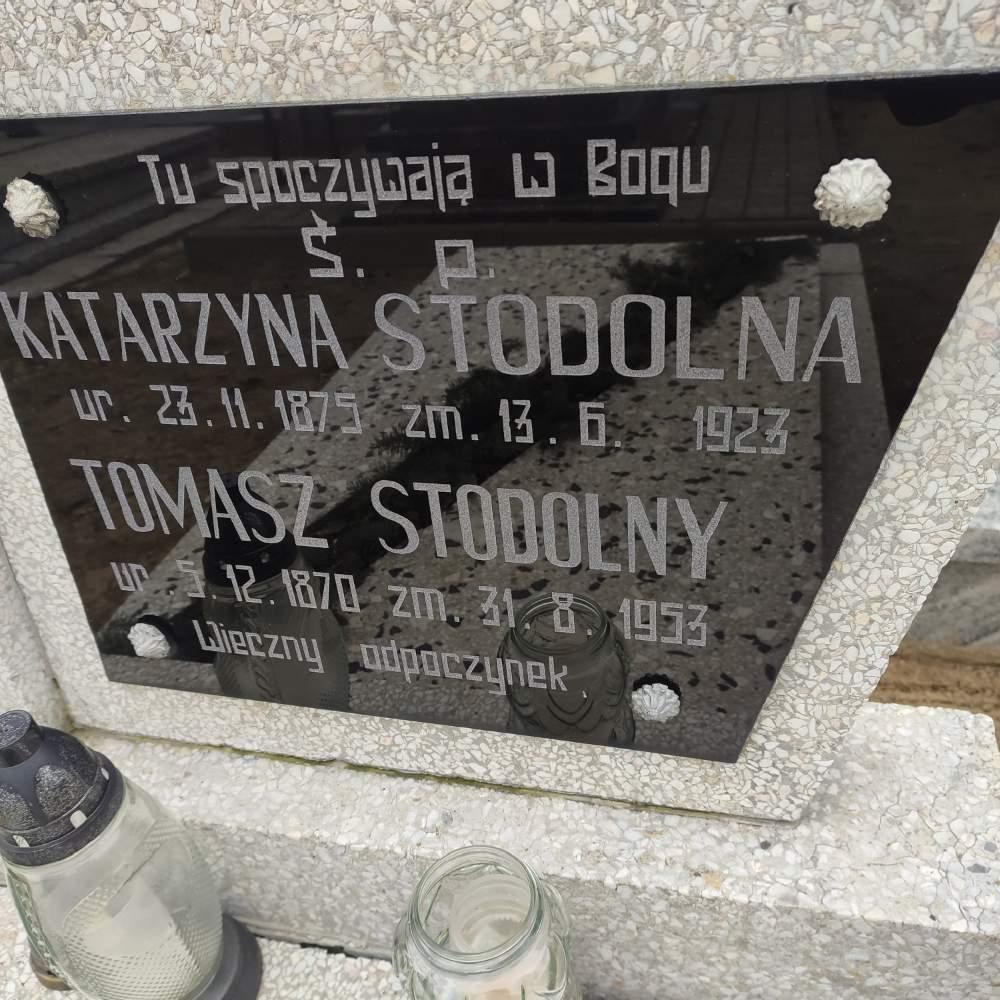 Tu spoczywają w Bogu
Ś. p.
KATARZYNA STODOLNA
ur. 23. 11. 1875 zm. 13. 6. 1923
TOMASZ STODOLNY
ur. 5. 12. 1870 zm. 31. 8. 1953
Wieczny odpoczynek,